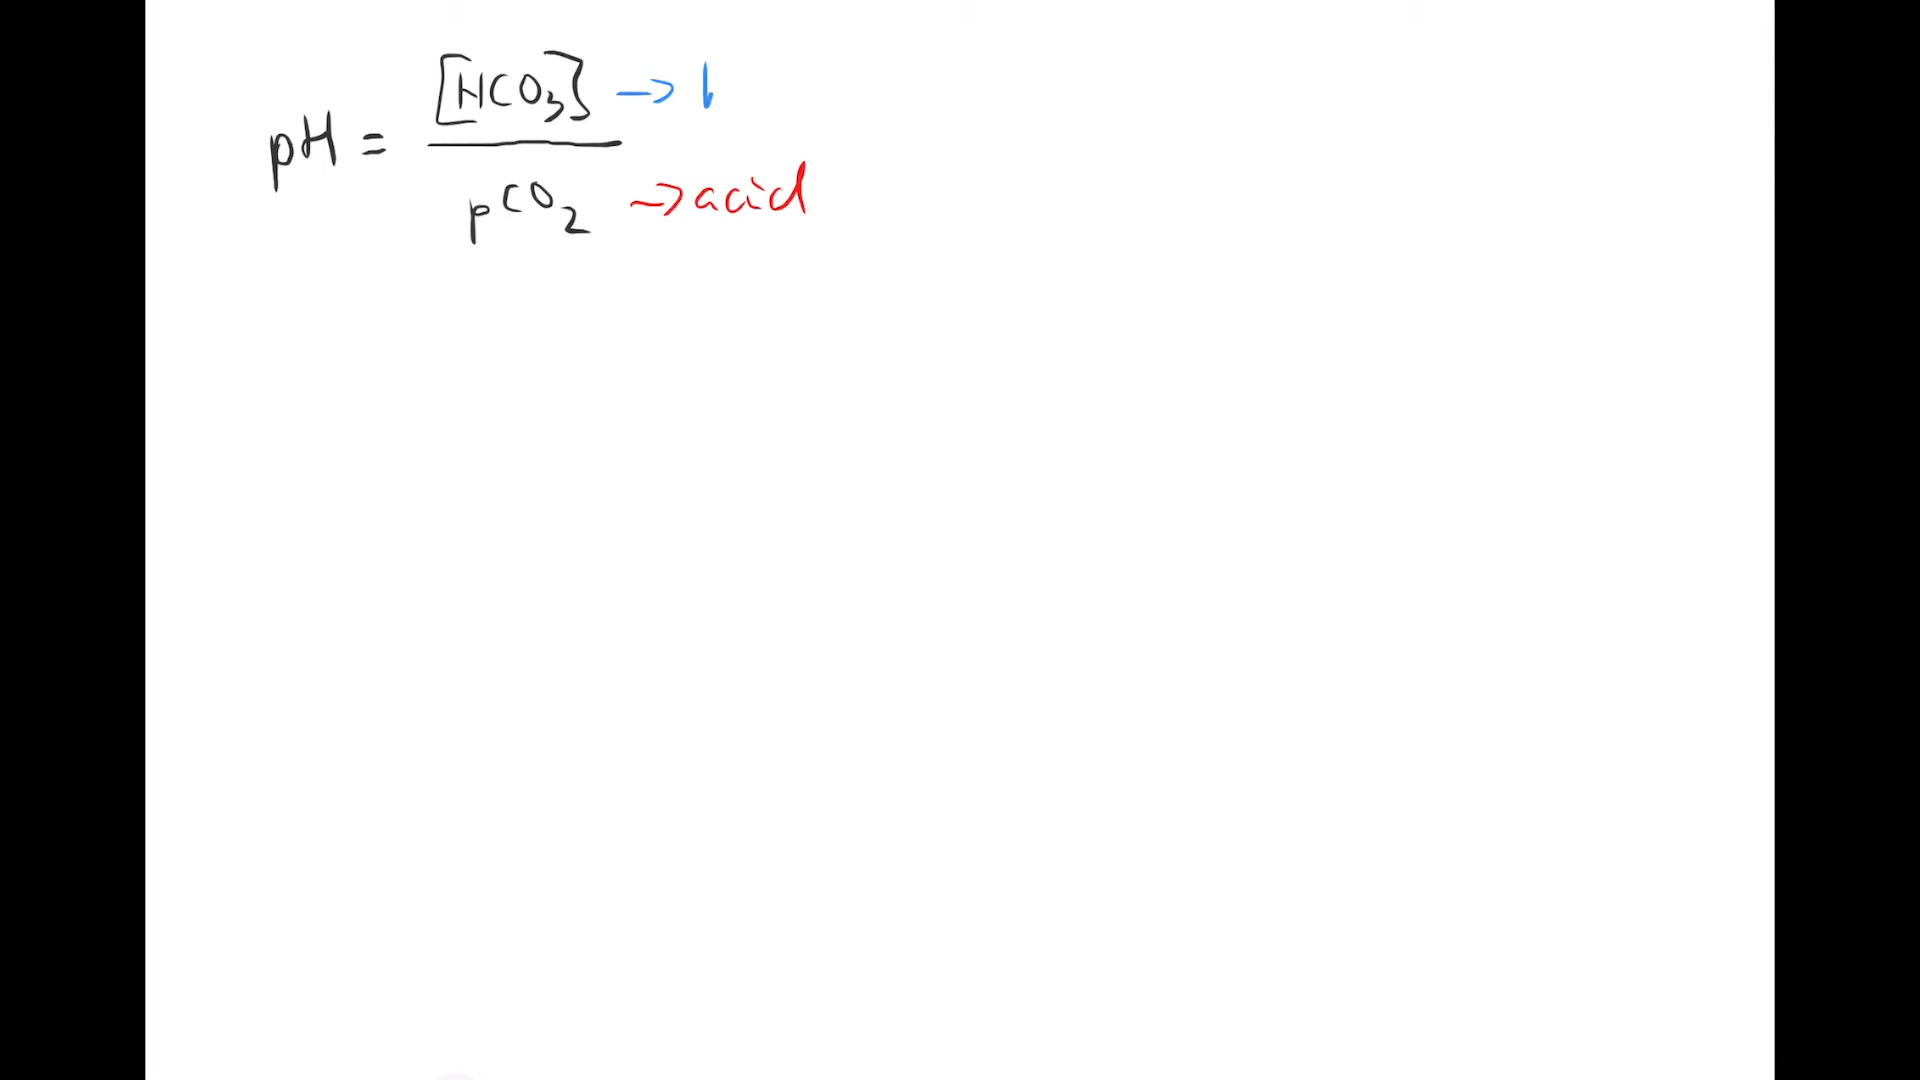 [HCO3] →
pH =
pCO2 → acid